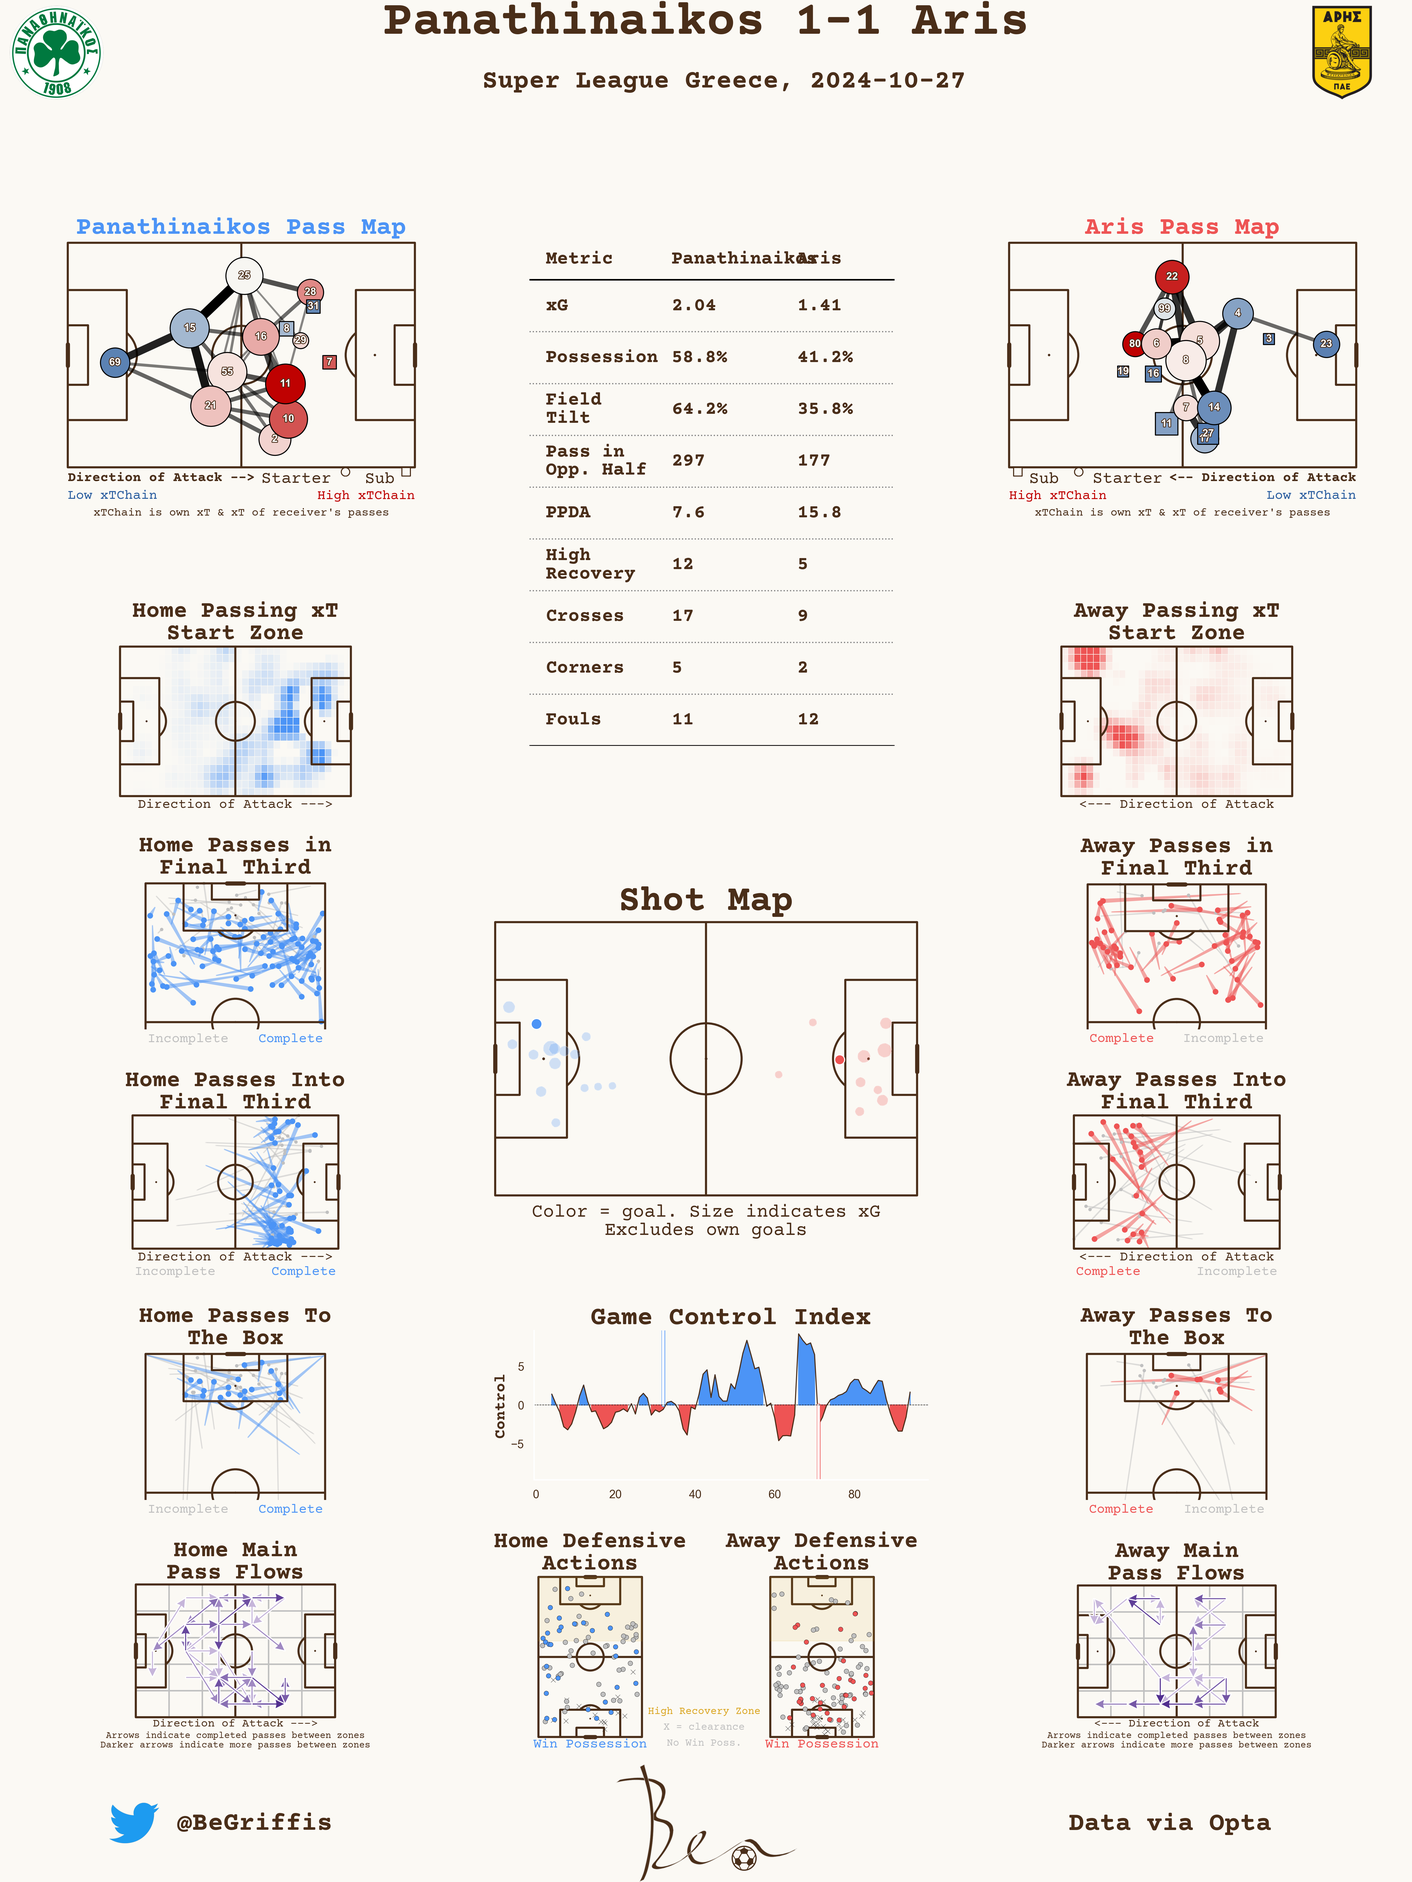 Panathinaikos 1-1 Aris
Super League Greece, 2024-10-27
ΠΑΝΑΘΗΝΑΪΚΟΣ
1908
ΑΡΗΣ
ΠΑΕ
Panathinaikos Pass Map
25
28
31
15
16
8
29
69
7
55
11
21
10
2
Direction of Attack --> Starter Sub
Low xTChain High xTChain
xTChain is own xT & xT of receiver's passes
Metric Panathinaikos Aris
xG 2.04 1.41
Possession 58.8% 41.2%
Field
Tilt 64.2% 35.8%
Pass in
Opp. Half 297 177
PPDA 7.6 15.8
High
Recovery 12 5
Crosses 17 9
Corners 5 2
Fouls 11 12
Aris Pass Map
22
99
4
80
6
5
3
23
8
19
16
7
14
11
27
17
Sub Starter <-- Direction of Attack
High xTChain Low xTChain
xTChain is own xT & xT of receiver's passes
Home Passing xT
Start Zone
Direction of Attack --->
Away Passing xT
Start Zone
<--- Direction of Attack
Home Passes in
Final Third
Incomplete Complete
Away Passes in
Final Third
Complete Incomplete
Shot Map
Color = goal. Size indicates xG
Excludes own goals
Home Passes Into
Final Third
Direction of Attack --->
Incomplete Complete
Away Passes Into
Final Third
<--- Direction of Attack
Complete Incomplete
Home Passes To
The Box
Incomplete Complete
Game Control Index
Control
5
0
−5
0 20 40 60 80
Away Passes To
The Box
Complete Incomplete
Home Main
Pass Flows
Direction of Attack --->
Arrows indicate completed passes between zones
Darker arrows indicate more passes between zones
Home Defensive
Actions
Win Possession
High Recovery Zone
X = clearance
No Win Poss.
Away Defensive
Actions
Win Possession
Away Main
Pass Flows
<--- Direction of Attack
Arrows indicate completed passes between zones
Darker arrows indicate more passes between zones
@BeGriffis
Ben
Data via Opta